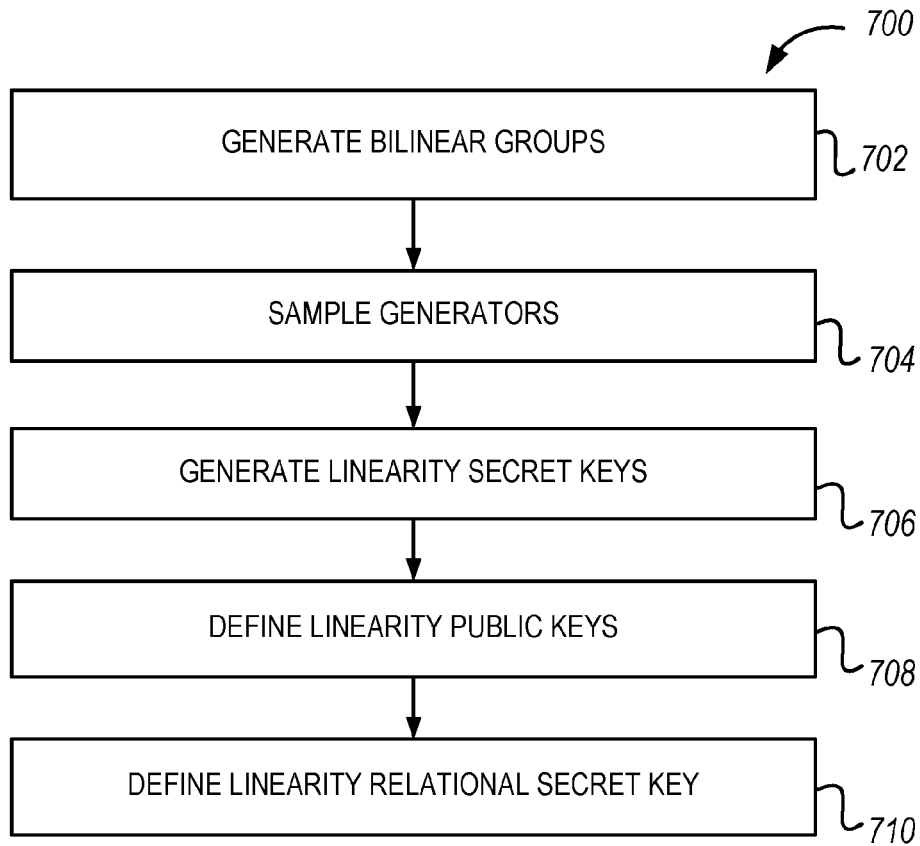 700
GENERATE BILINEAR GROUPS
702
SAMPLE GENERATORS
704
GENERATE LINEARITY SECRET KEYS
706
DEFINE LINEARITY PUBLIC KEYS
708
DEFINE LINEARITY RELATIONAL SECRET KEY
710